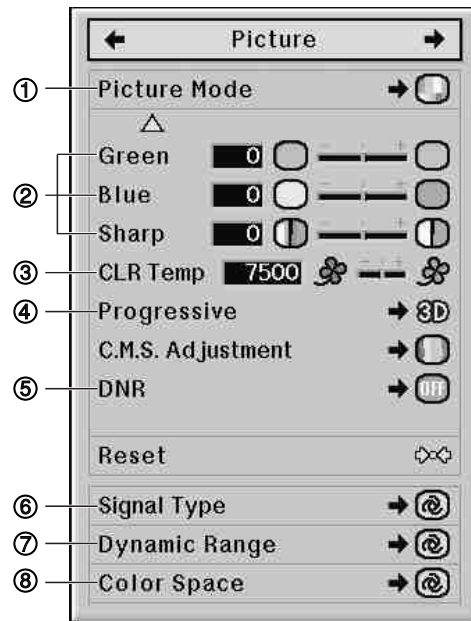 Picture
① Picture Mode
② Green 0
Blue 0
Sharp 0
③ CLR Temp 7500
④ Progressive 3D
C.M.S. Adjustment
⑤ DNR OFF
Reset
⑥ Signal Type
⑦ Dynamic Range
⑧ Color Space